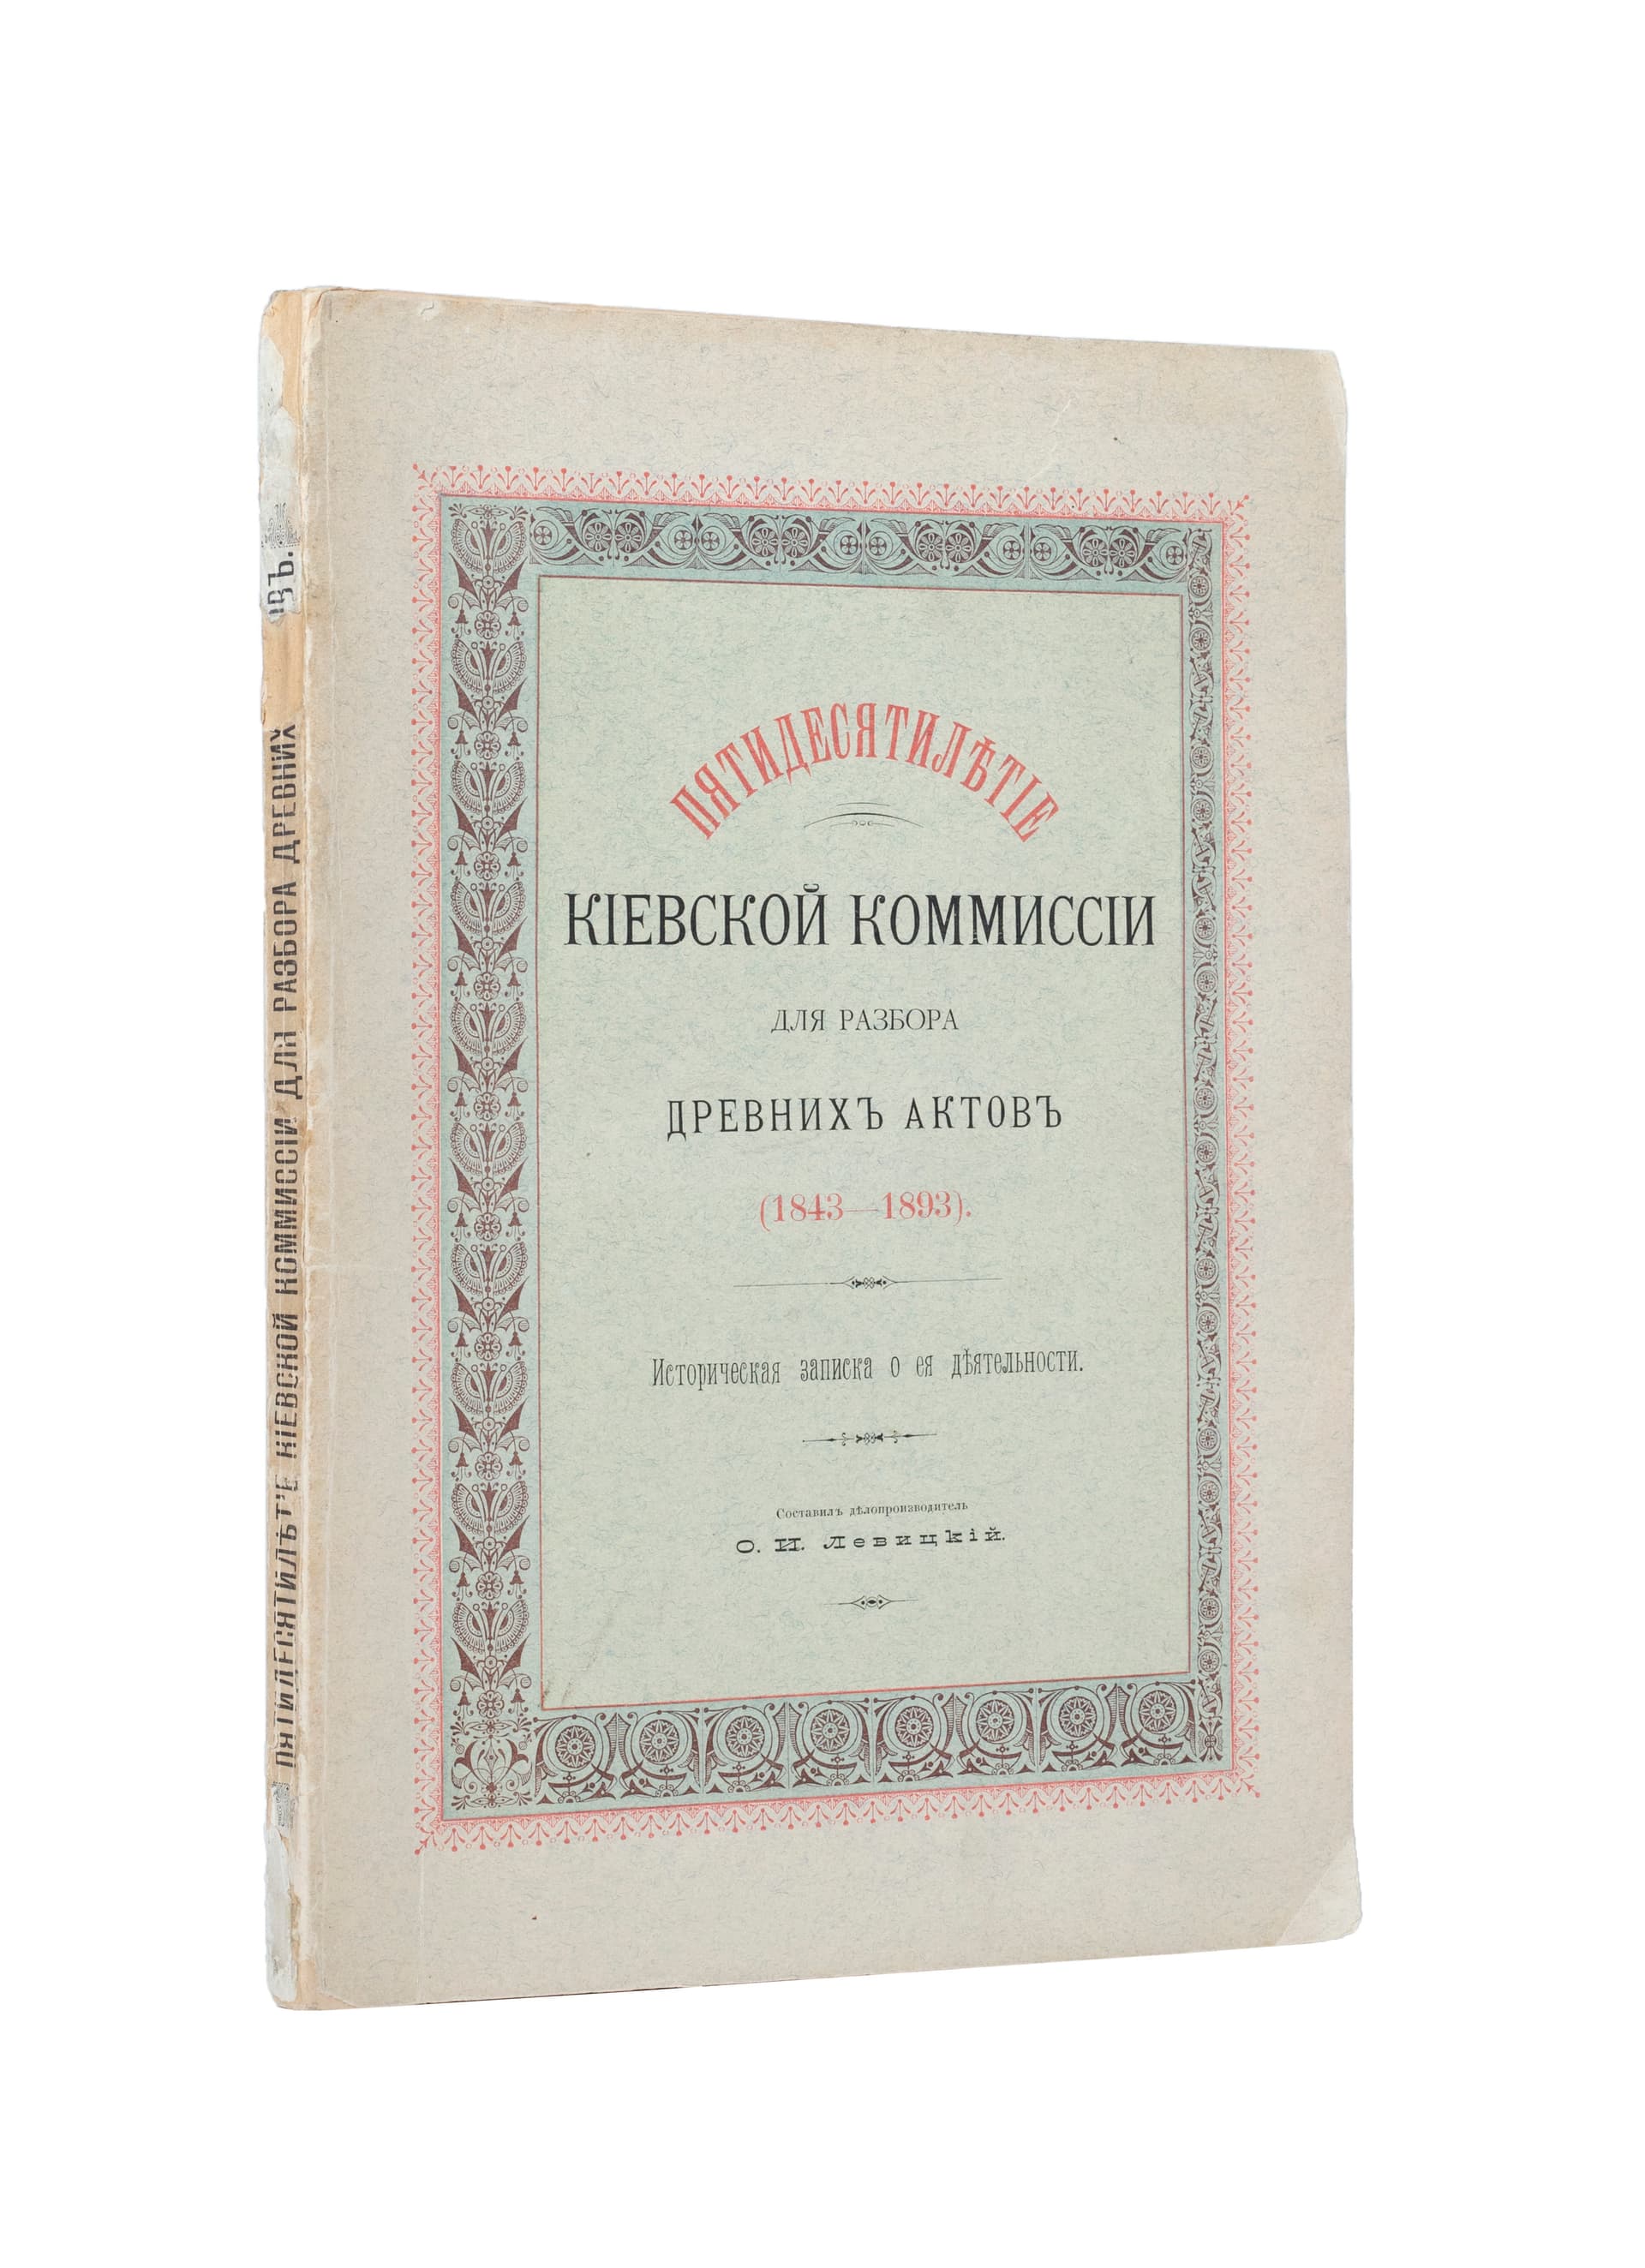 ПЯТИДЕСЯТИЛѢТІЕ
КІЕВСКОЙ КОММИССІИ
ДЛЯ РАЗБОРА
ДРЕВНИХЪ АКТОВЪ
(1843—1893).
Историческая записка о ея дѣятельности.
Составилъ дѣлопроизводитель
О. И. Левицкій.
ПЯТИДЕСЯТИЛѢТІЕ КІЕВСКОЙ КОММИССІИ ДЛЯ РАЗБОРА ДРЕВНИХ